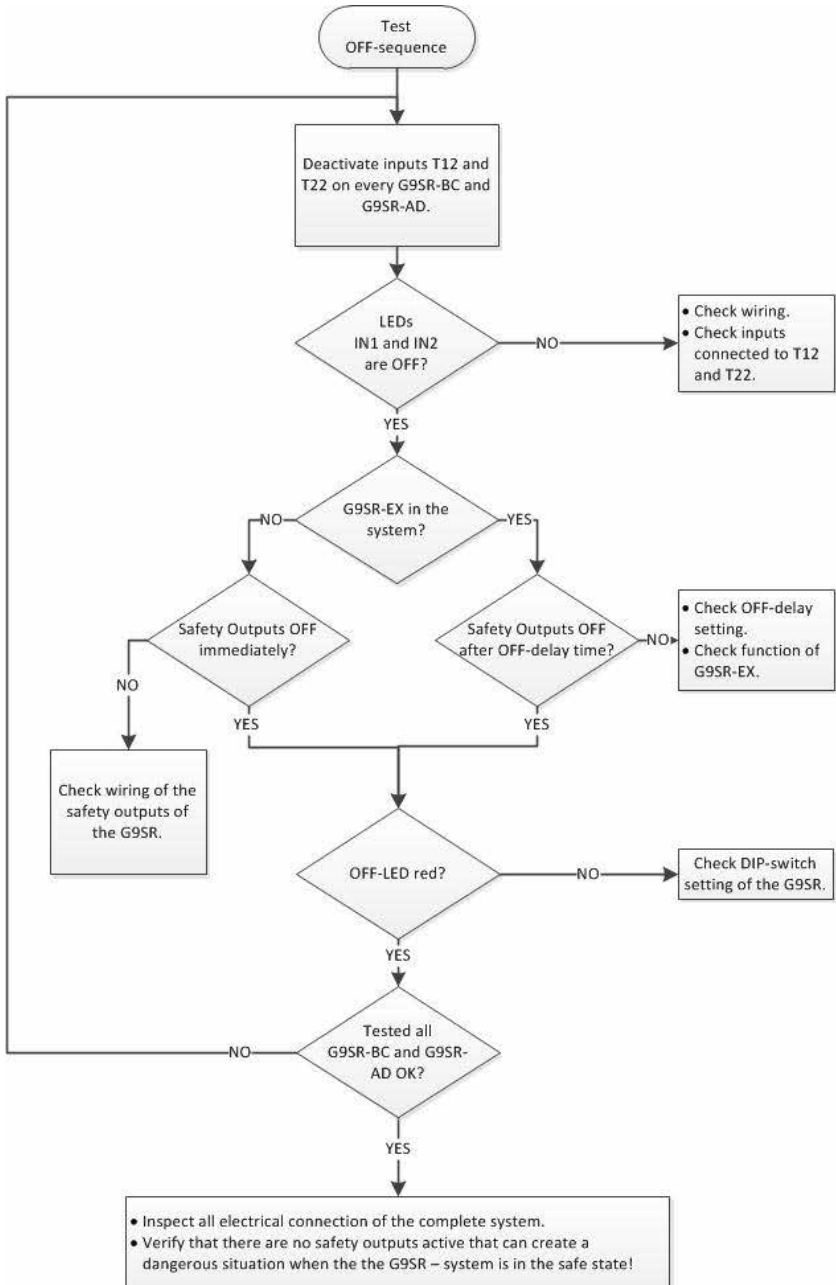 Test
OFF-sequence
Deactivate inputs T12 and
T22 on every G9SR-BC and
G9SR-AD.
LEDs
IN1 and IN2
are OFF?
NO
• Check wiring.
• Check inputs
connected to T12
and T22.
YES
G9SR-EX in the
system?
NO
YES
Safety Outputs OFF
immediately?
Safety Outputs OFF
after OFF-delay time?
NO
• Check OFF-delay
setting.
• Check function of
G9SR-EX.
NO
YES
YES
Check wiring of the
safety outputs of
the G9SR.
OFF-LED red?
NO
Check DIP-switch
setting of the G9SR.
YES
Tested all
G9SR-BC and G9SR-
AD OK?
NO
YES
• Inspect all electrical connection of the complete system.
• Verify that there are no safety outputs active that can create a
dangerous situation when the the G9SR – system is in the safe state!